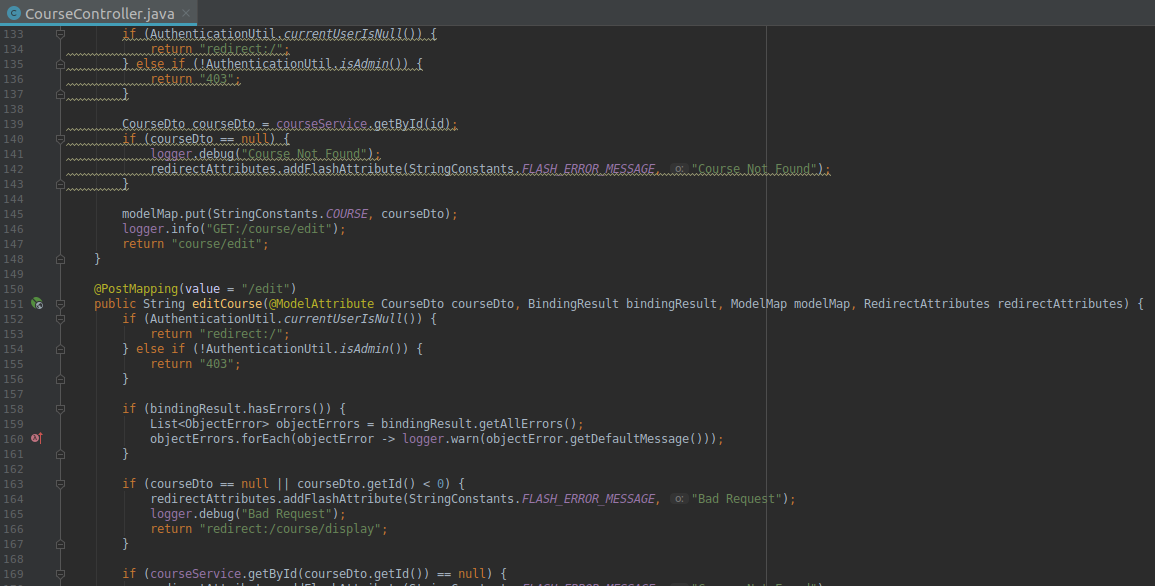 CourseController.java
133 if (AuthenticationUtil.currentUserIsNull()) {
134 return "redirect:/";
135 } else if (!AuthenticationUtil.isAdmin()) {
136 return "403";
137 }
138
139 CourseDto courseDto = courseService.getById(id);
140 if (courseDto == null) {
141 logger.debug("Course Not Found");
142 redirectAttributes.addFlashAttribute(StringConstants.FLASH_ERROR_MESSAGE, o: "Course Not Found");
143 }
144
145 modelMap.put(StringConstants.COURSE, courseDto);
146 logger.info("GET:/course/edit");
147 return "course/edit";
148 }
149
150 @PostMapping(value = "/edit")
151 public String editCourse(@ModelAttribute CourseDto courseDto, BindingResult bindingResult, ModelMap modelMap, RedirectAttributes redirectAttributes) {
152 if (AuthenticationUtil.currentUserIsNull()) {
153 return "redirect:/";
154 } else if (!AuthenticationUtil.isAdmin()) {
155 return "403";
156 }
157
158 if (bindingResult.hasErrors()) {
159 List<ObjectError> objectErrors = bindingResult.getAllErrors();
160 objectErrors.forEach(objectError -> logger.warn(objectError.getDefaultMessage()));
161 }
162
163 if (courseDto == null || courseDto.getId() < 0) {
164 redirectAttributes.addFlashAttribute(StringConstants.FLASH_ERROR_MESSAGE, o: "Bad Request");
165 logger.debug("Bad Request");
166 return "redirect:/course/display";
167 }
168
169 if (courseService.getById(courseDto.getId()) == null) {